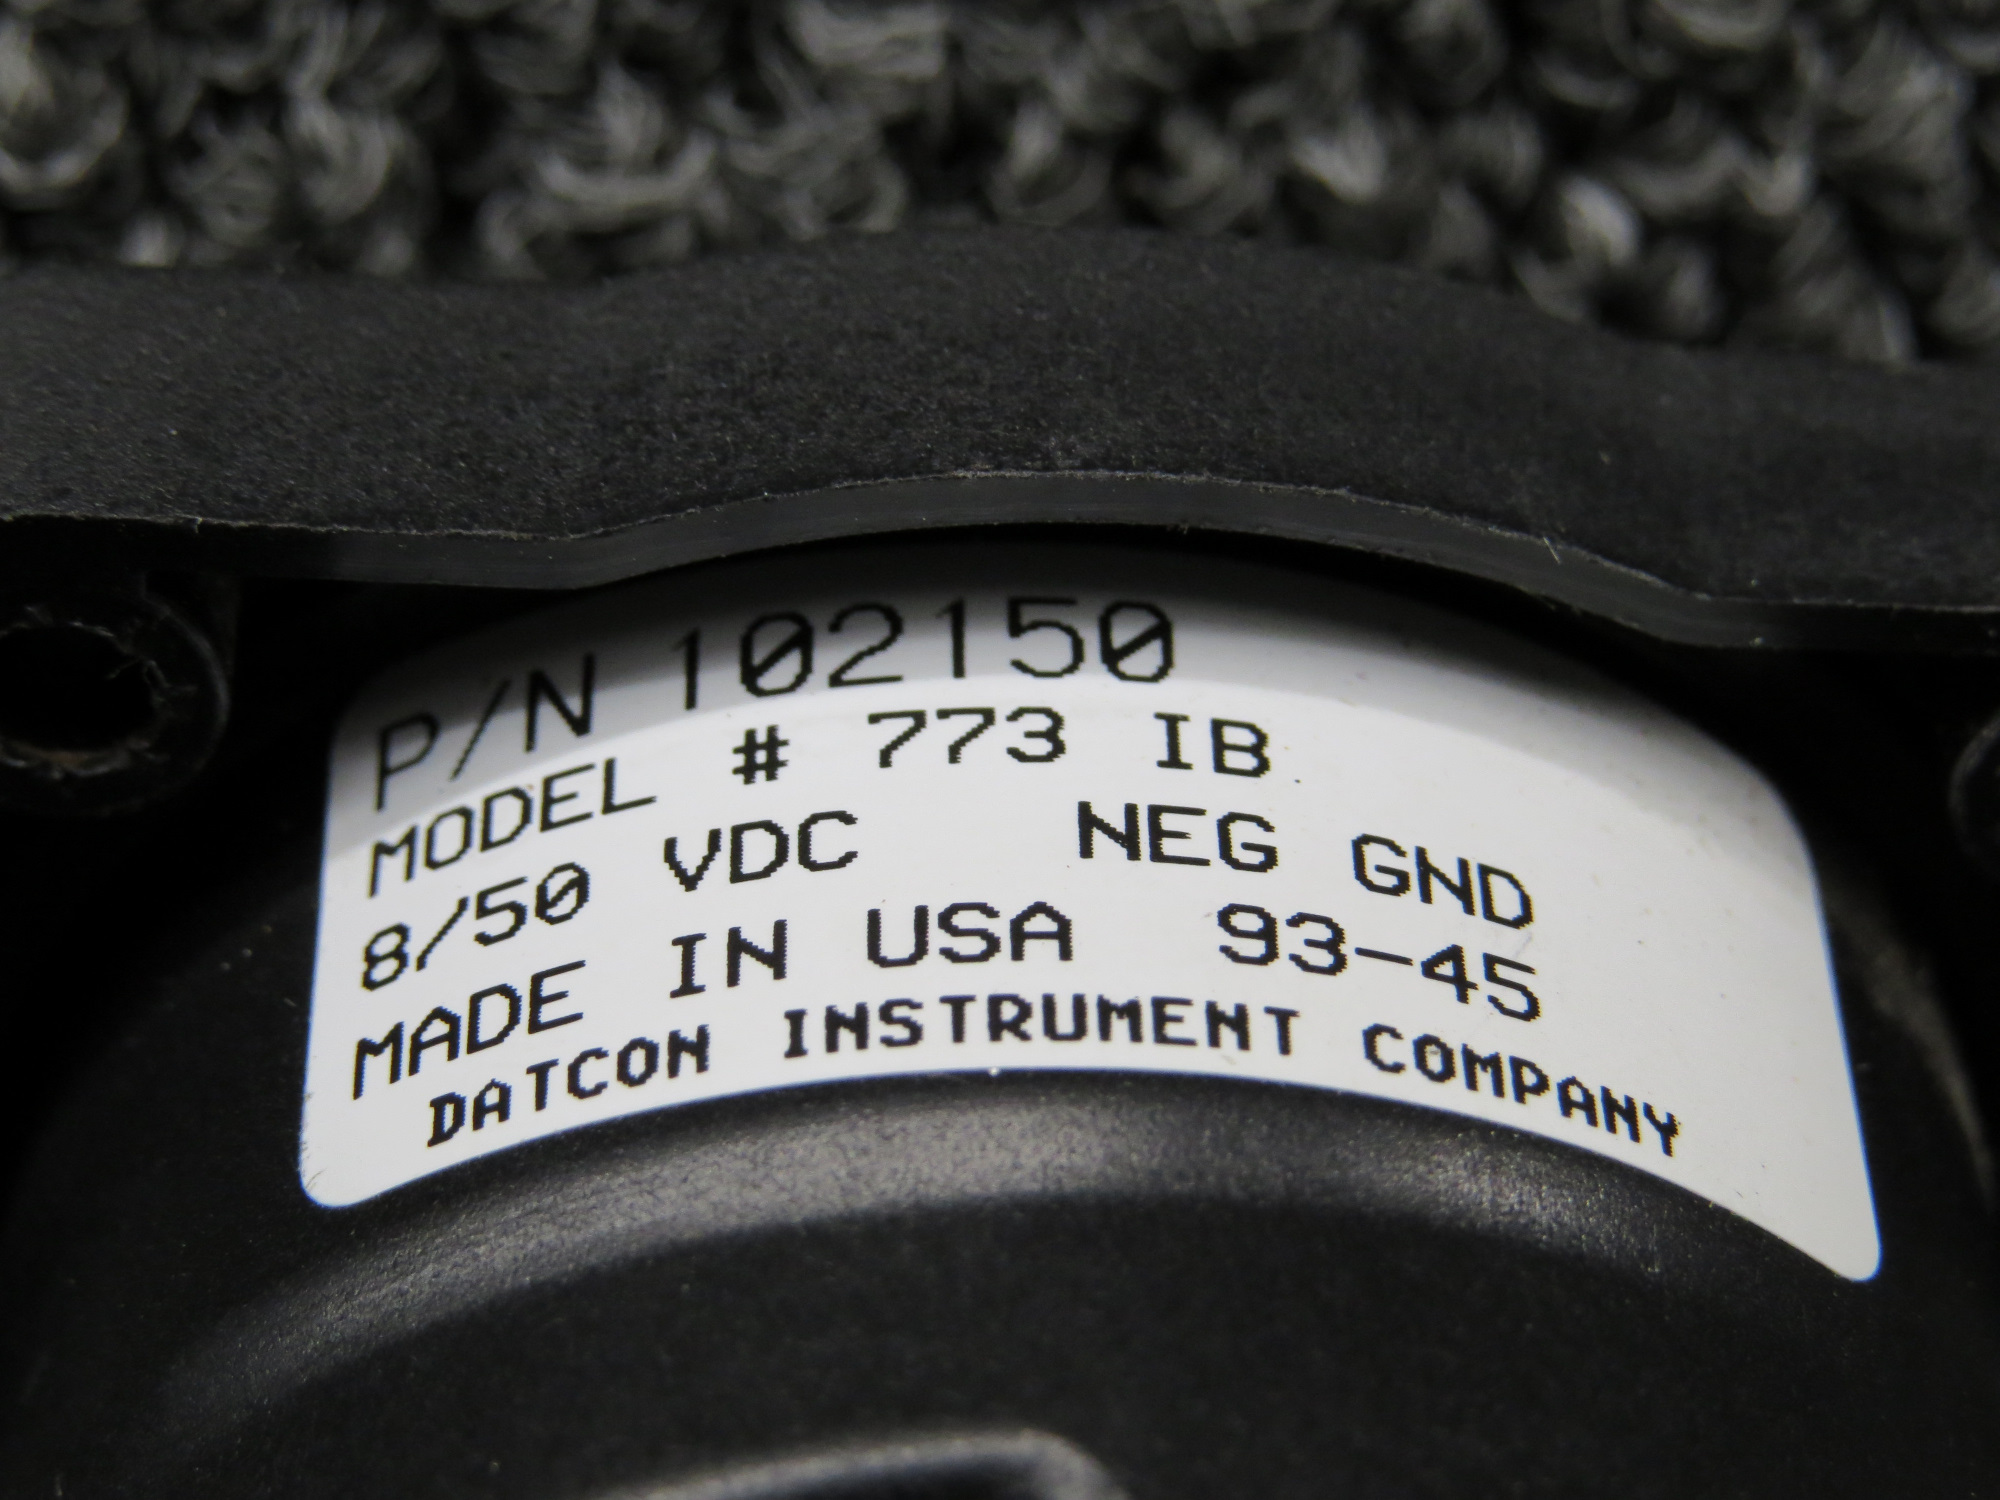 P/N 102150
MODEL # 773 IB
8/50 VDC NEG GND
MADE IN USA 93-45
DATCON INSTRUMENT COMPANY